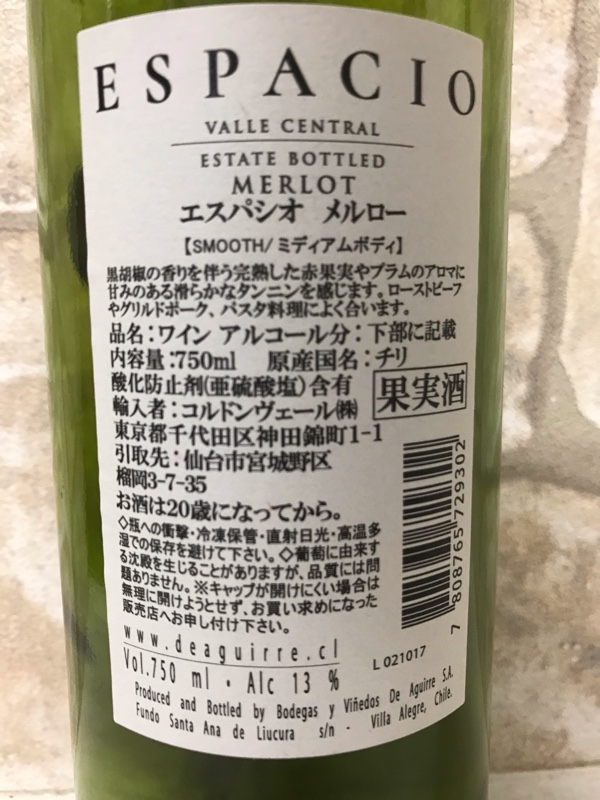 ESPACIO
VALLE CENTRAL
ESTATE BOTTLED
MERLOT
エスパシオ メルロー
【SMOOTH/ミディアムボディ】
黒胡椒の香りを伴う完熟した赤果実やプラムのアロマに
甘みのある滑らかなタンニンを感じます。ローストビーフ
やグリルドポーク、パスタ料理によく合います。
品名:ワイン アルコール分:下部に記載
内容量:750ml 原産国名:チリ
酸化防止剤(亜硫酸塩)含有
果実酒
輸入者:コルドンヴェール㈱
東京都千代田区神田錦町1-1
引取先:仙台市宮城野区
榴岡3-7-35
お酒は20歳になってから。
◇瓶への衝撃・冷凍保管・直射日光・高温多
湿での保存を避けて下さい。◇葡萄に由来す
る沈殿を生じることがありますが、品質には問
題ありません。※キャップが開けにくい場合は
無理に開けようとせず、お買い求めになった
販売店へお申し付け下さい。
7 808765 729302
www.deaguirre.cl
L 021017
Vol.750 ml • Alc 13 %
Produced and Bottled by Bodegas y Viñedos De Aguirre S.A.
Fundo Santa Ana de Liucura s/n - Villa Alegre, Chile.